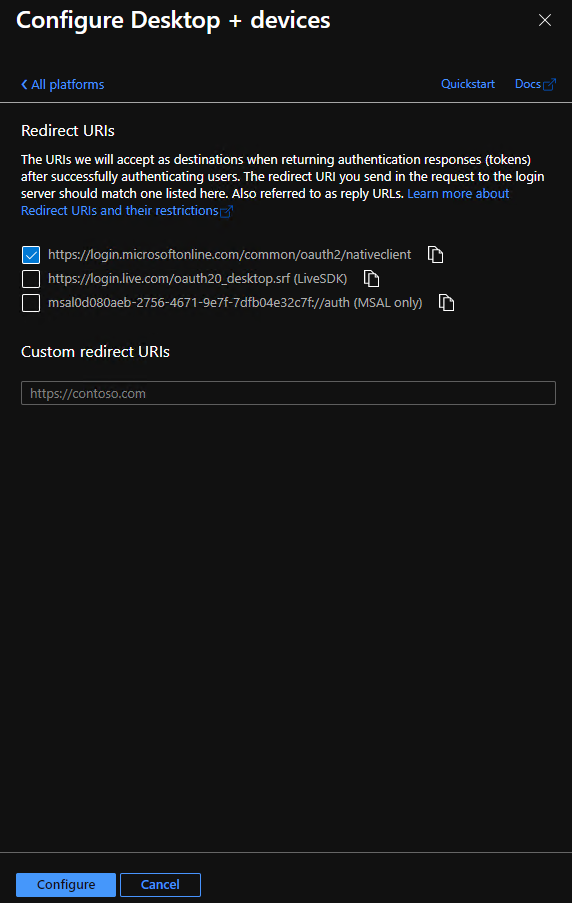 Configure Desktop + devices
All platforms
Quickstart
Docs
Redirect URIs
The URIs we will accept as destinations when returning authentication responses (tokens)
after successfully authenticating users. The redirect URI you send in the request to the login
server should match one listed here. Also referred to as reply URLs. Learn more about
Redirect URIs and their restrictions
https://login.microsoftonline.com/common/oauth2/nativeclient
https://login.live.com/oauth20_desktop.srf (LiveSDK)
msal0d080aeb-2756-4671-9e7f-7dfb04e32c7f://auth (MSAL only)
Custom redirect URIs
https://contoso.com
Configure
Cancel